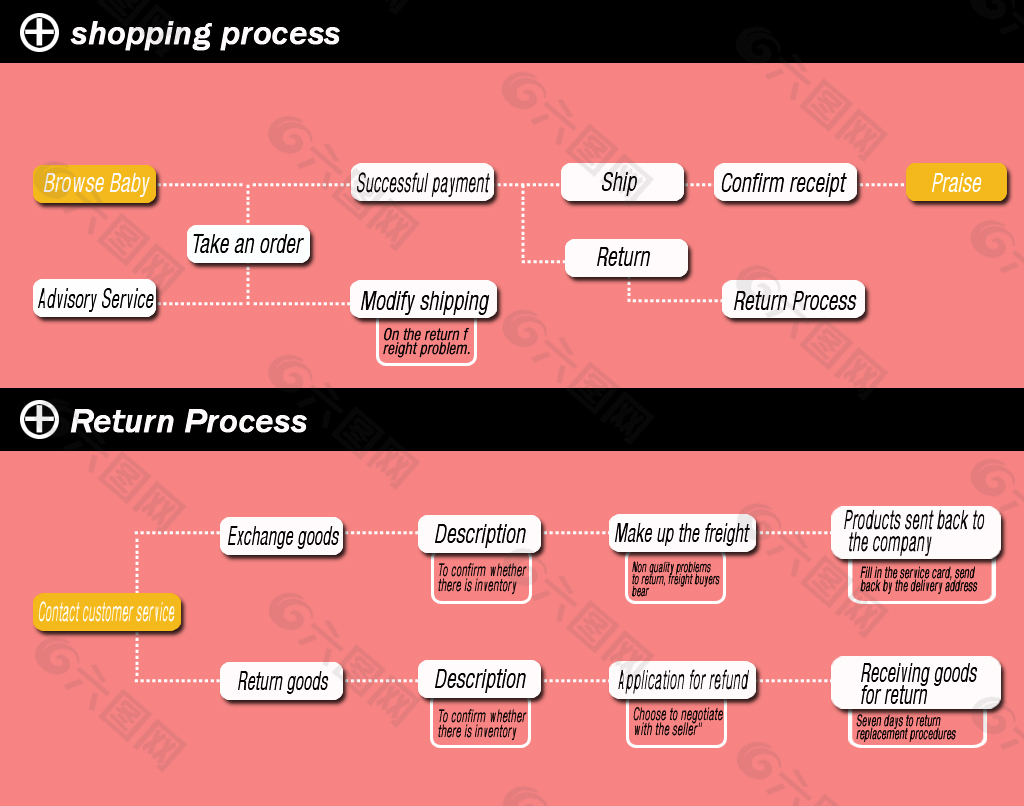 shopping process
Browse Baby
Successful payment
Ship
Confirm receipt
Praise
Take an order
Return
Advisory Service
Modify shipping
Return Process
On the return f
reight problem.
Return Process
Exchange goods
Description
Make up the freight
Products sent back to
the company
To confirm whether
there is inventory
Non quality problems
to return, freight buyers
bear
Fill in the service card, send
back by the delivery address
Contact customer service
Return goods
Description
Application for refund
Receiving goods
for return
To confirm whether
there is inventory
Choose to negotiate
with the seller"
Seven days to return
replacement procedures
六图网